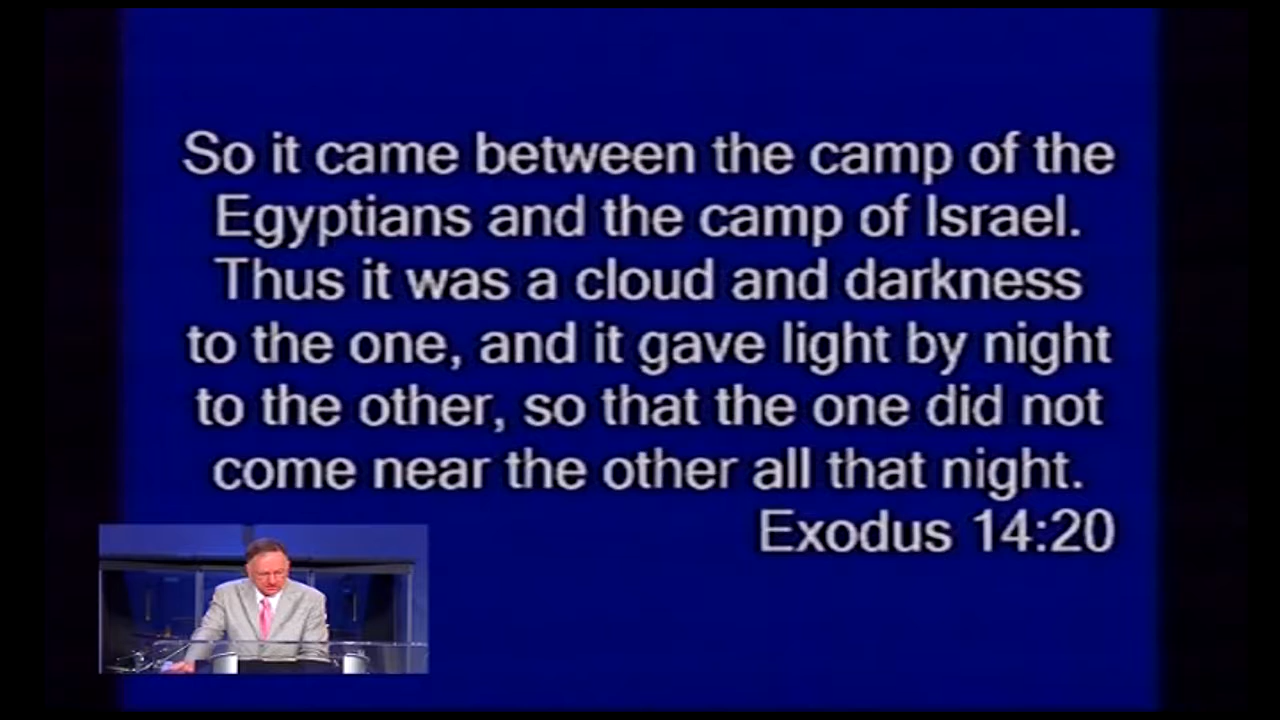 So it came between the camp of the
Egyptians and the camp of Israel.
Thus it was a cloud and darkness
to the one, and it gave light by night
to the other, so that the one did not
come near the other all that night.
Exodus 14:20